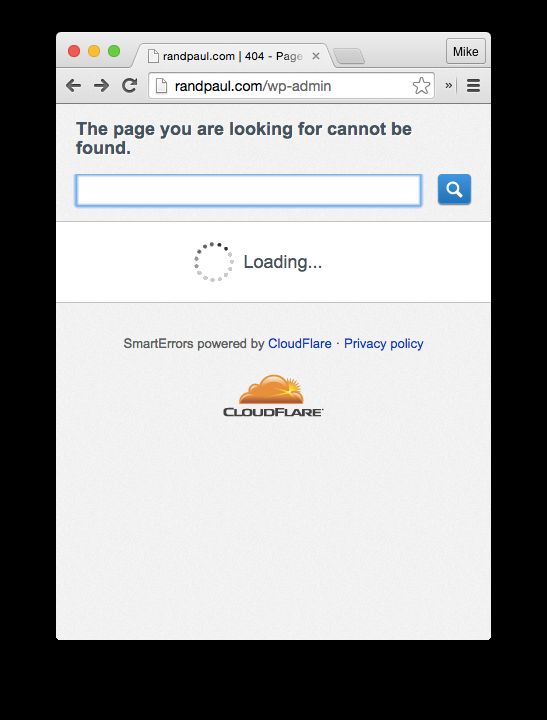 randpaul.com | 404 - Page
Mike
randpaul.com/wp-admin
»
The page you are looking for cannot be
found.
Loading...
SmartErrors powered by CloudFlare · Privacy policy
CLOUDFLARE